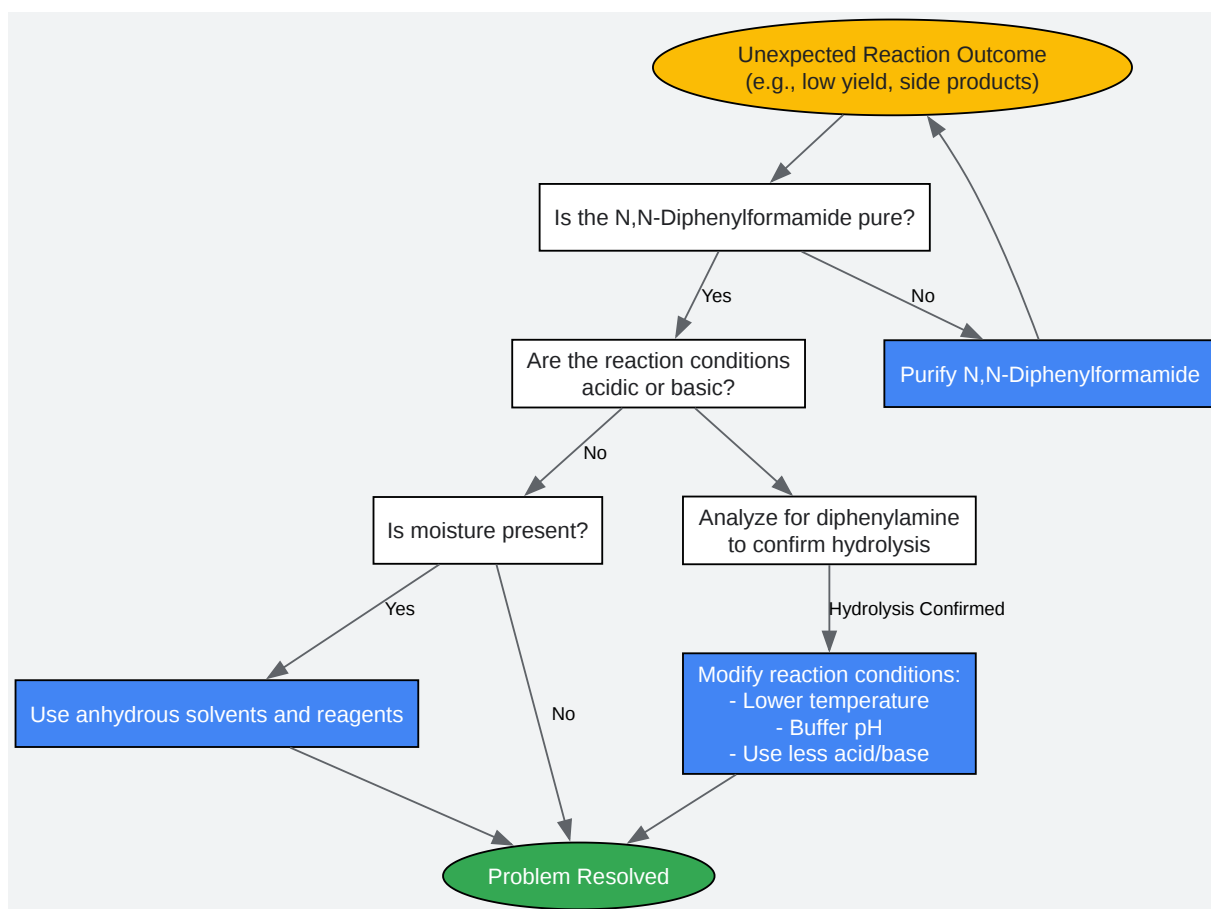 Unexpected Reaction Outcome
(e.g., low yield, side products)
Is the N,N-Diphenylformamide pure?
Yes
No
Are the reaction conditions
acidic or basic?
Purify N,N-Diphenylformamide
No
Is moisture present?
Analyze for diphenylamine
to confirm hydrolysis
Yes
Hydrolysis Confirmed
Use anhydrous solvents and reagents
No
Modify reaction conditions:
- Lower temperature
- Buffer pH
- Use less acid/base
Problem Resolved